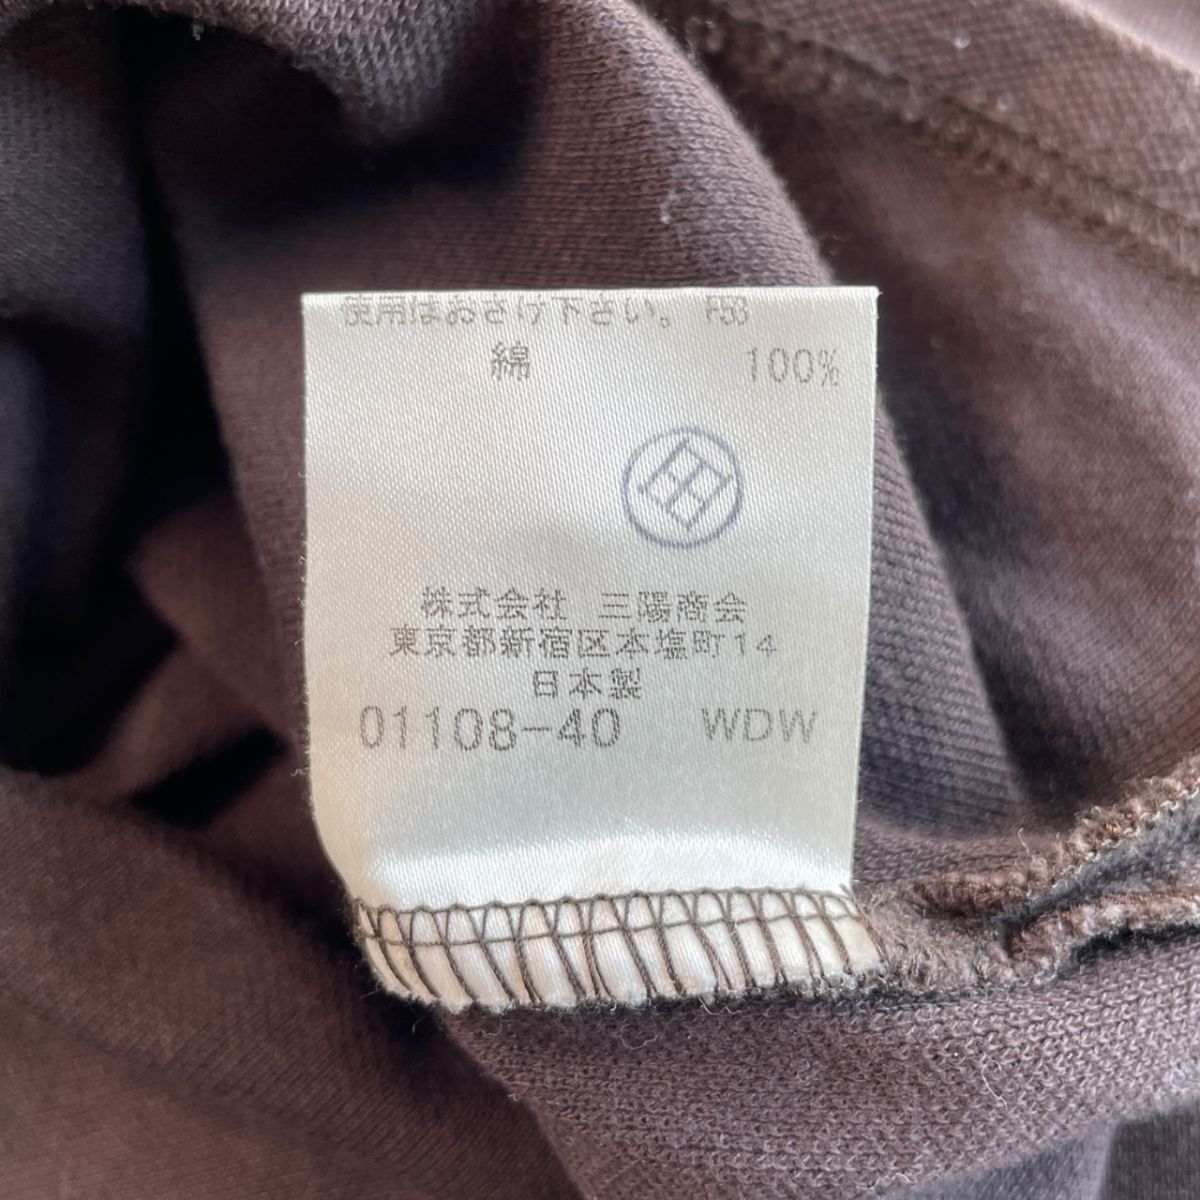 使用はおさけ下さい。 F53
綿 100%
田
株式会社 三陽商会
東京都新宿区本塩町14
日本製
01108-40 WDW